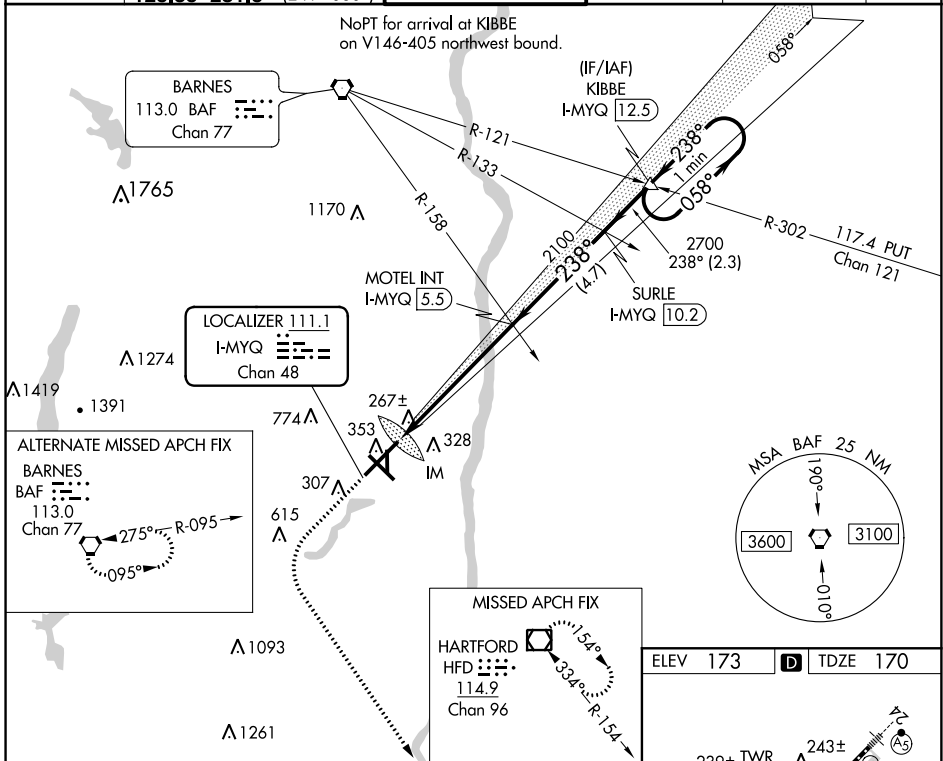 NoPT for arrival at KIBBE
on V146-405 northwest bound.
BARNES
113.0 BAF
Chan 77
(IF/IAF)
KIBBE
I-MYQ 12.5
058°
R-121
R-133
R-158
238°
1 min
058°
1765
1170
2100
238°
(4.7)
2700
238° (2.3)
R-302
117.4 PUT
Chan 121
MOTEL INT
I-MYQ 5.5
SURLE
I-MYQ 10.2
LOCALIZER 111.1
I-MYQ
Chan 48
1274
1419
1391
774
267±
353
328
IM
307
615
ALTERNATE MISSED APCH FIX
BARNES
BAF
113.0
Chan 77
275°
R-095
095°
MSA BAF 25 NM
190°
3600
3100
010°
1093
1261
MISSED APCH FIX
HARTFORD
HFD
114.9
Chan 96
154°
334°
R-154
ELEV 173
D
TDZE 170
24
A5
243±
TWR